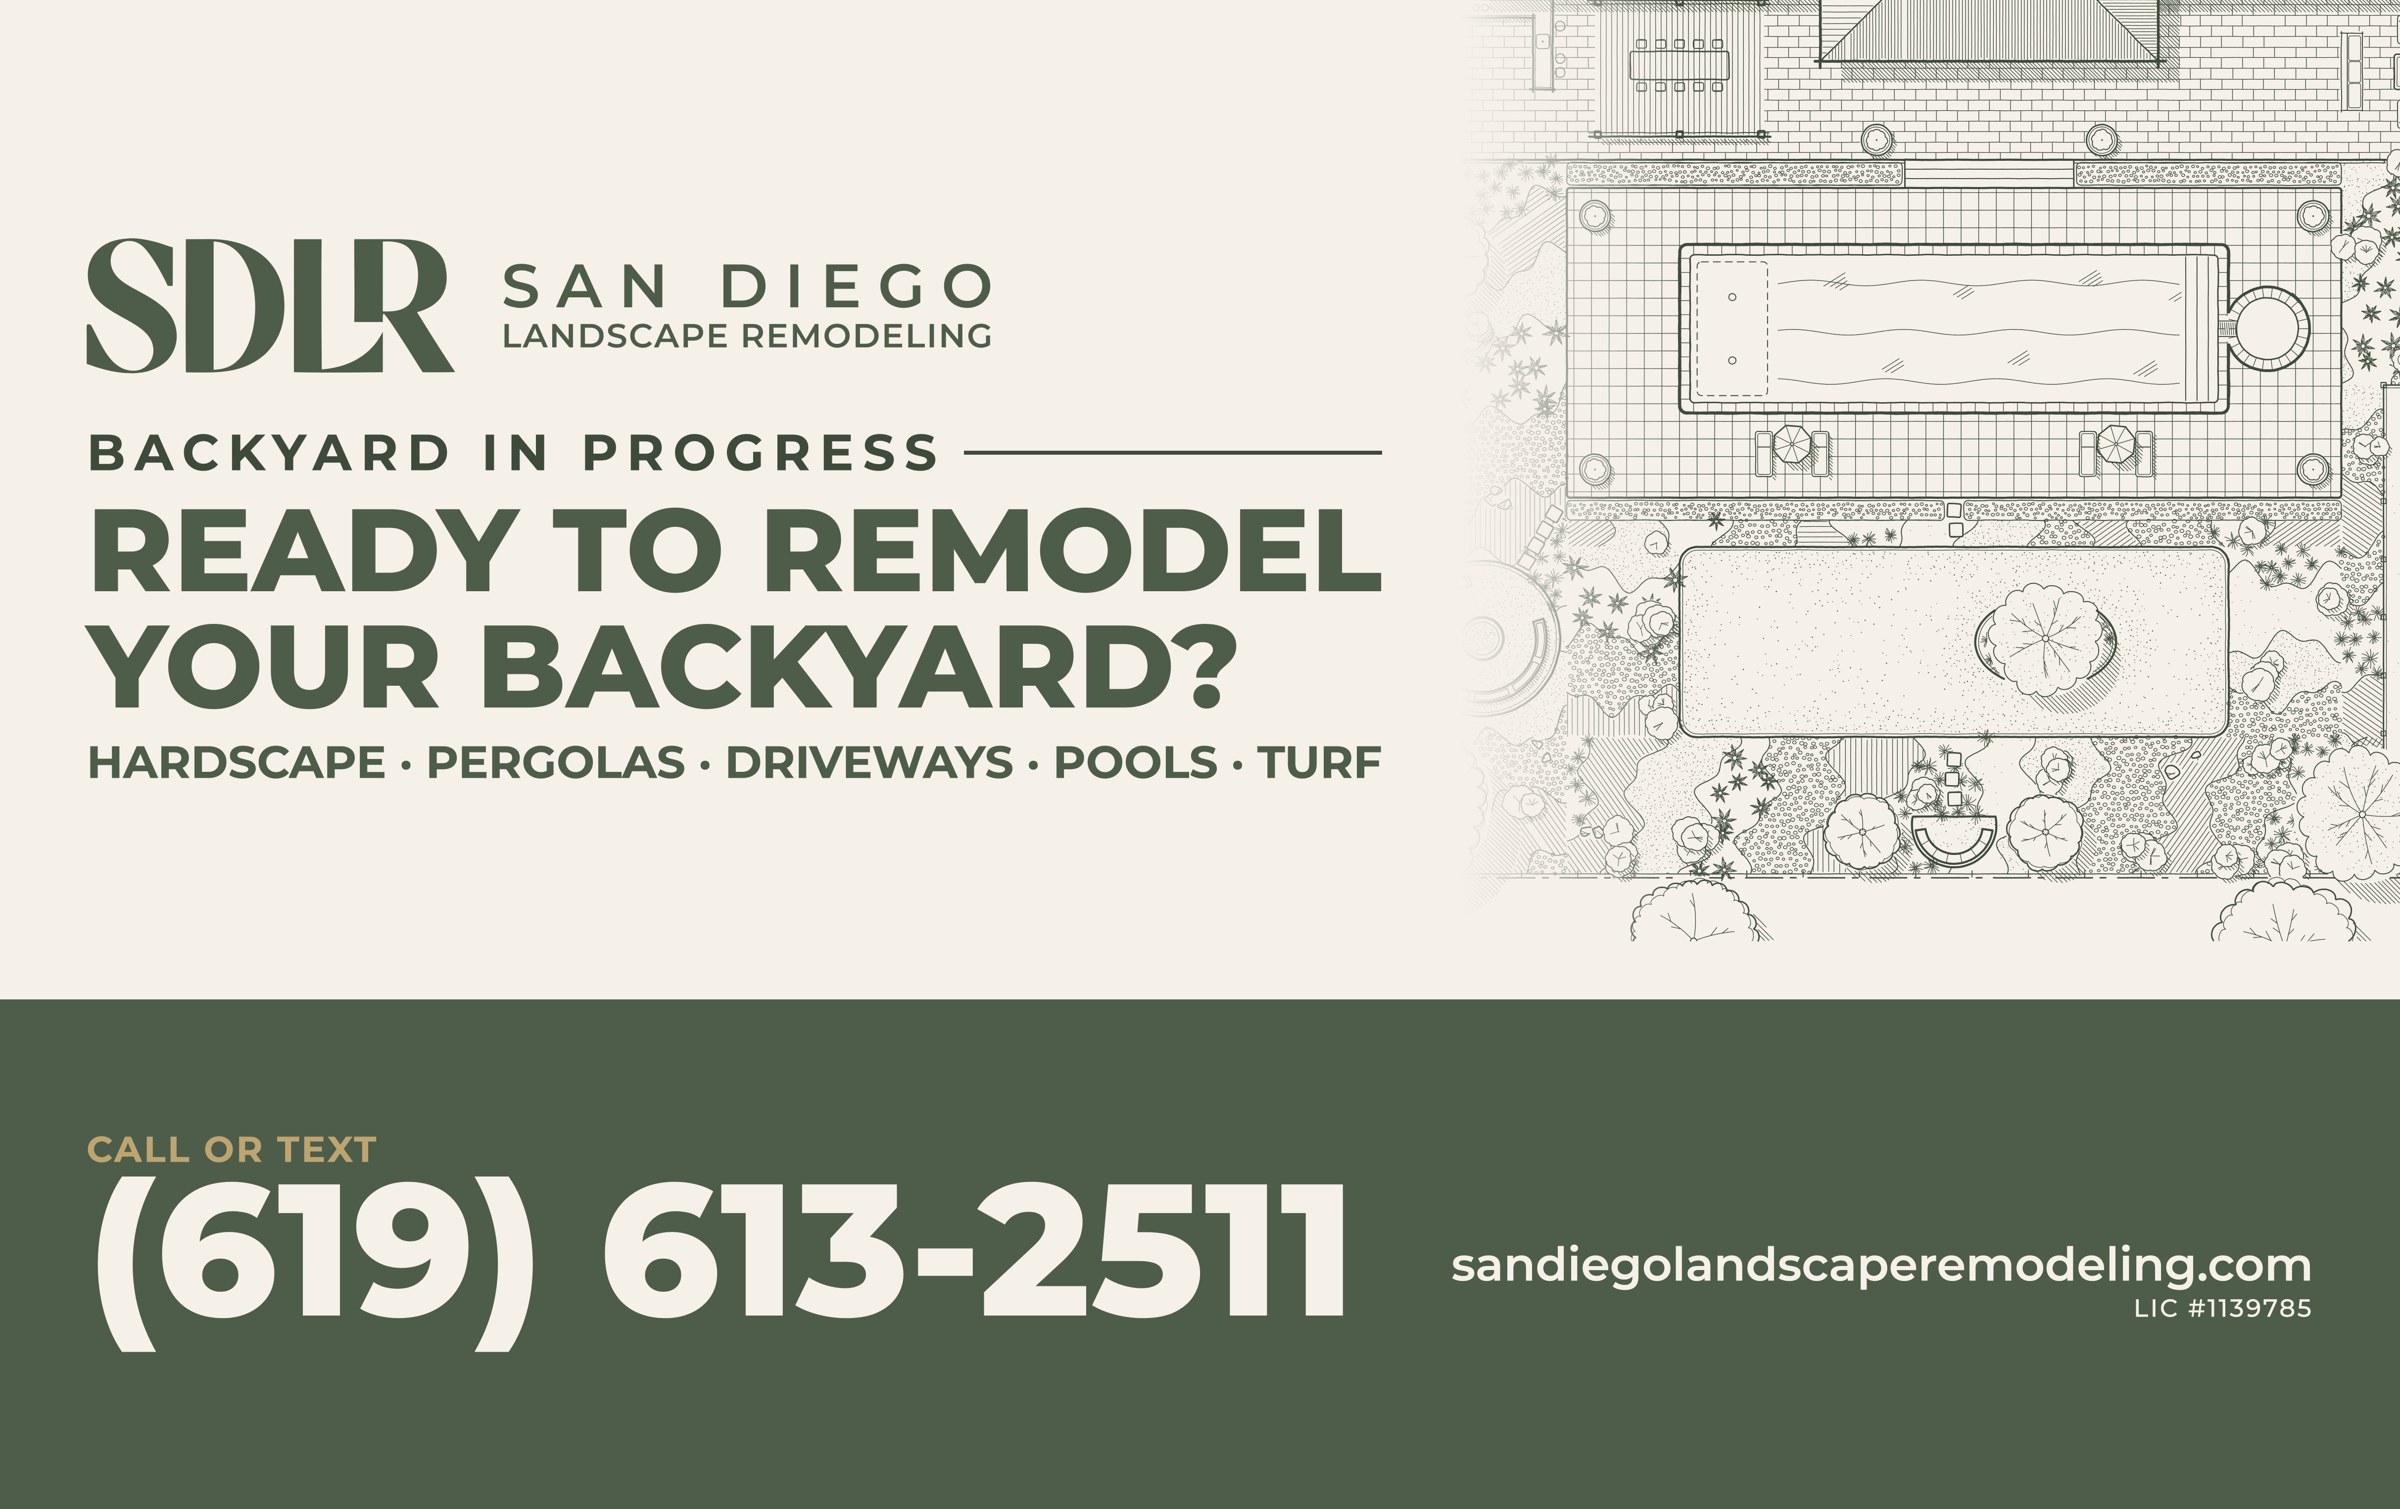 SDLR
SAN DIEGO
LANDSCAPE REMODELING
BACKYARD IN PROGRESS
READY TO REMODEL
YOUR BACKYARD?
HARDSCAPE · PERGOLAS · DRIVEWAYS · POOLS · TURF
CALL OR TEXT
(619) 613-2511
sandiegolandscaperemodeling.com
LIC #1139785